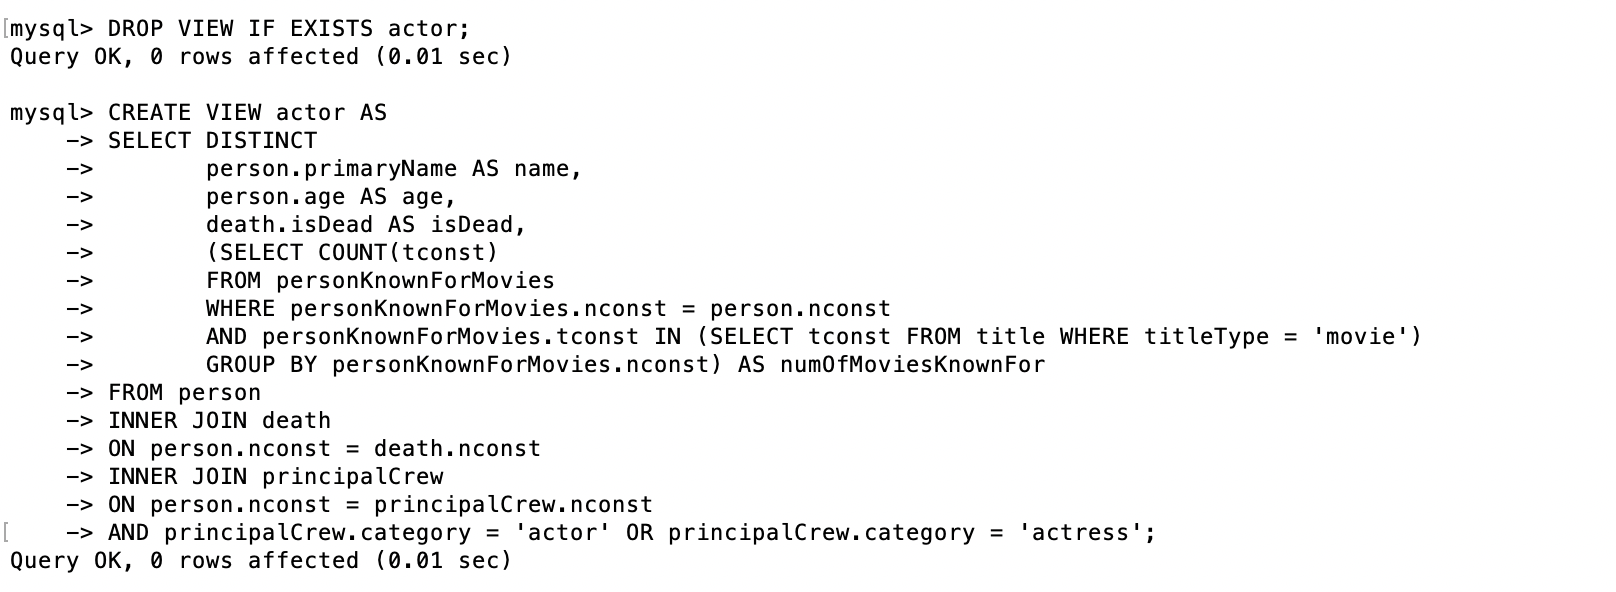 mysql> DROP VIEW IF EXISTS actor;
Query OK, 0 rows affected (0.01 sec)
mysql> CREATE VIEW actor AS
    -> SELECT DISTINCT
    ->        person.primaryName AS name,
    ->        person.age AS age,
    ->        death.isDead AS isDead,
    ->        (SELECT COUNT(tconst)
    ->        FROM personKnownForMovies
    ->        WHERE personKnownForMovies.nconst = person.nconst
    ->        AND personKnownForMovies.tconst IN (SELECT tconst FROM title WHERE titleType = 'movie')
    ->        GROUP BY personKnownForMovies.nconst) AS numOfMoviesKnownFor
    -> FROM person
    -> INNER JOIN death
    -> ON person.nconst = death.nconst
    -> INNER JOIN principalCrew
    -> ON person.nconst = principalCrew.nconst
    -> AND principalCrew.category = 'actor' OR principalCrew.category = 'actress';
Query OK, 0 rows affected (0.01 sec)